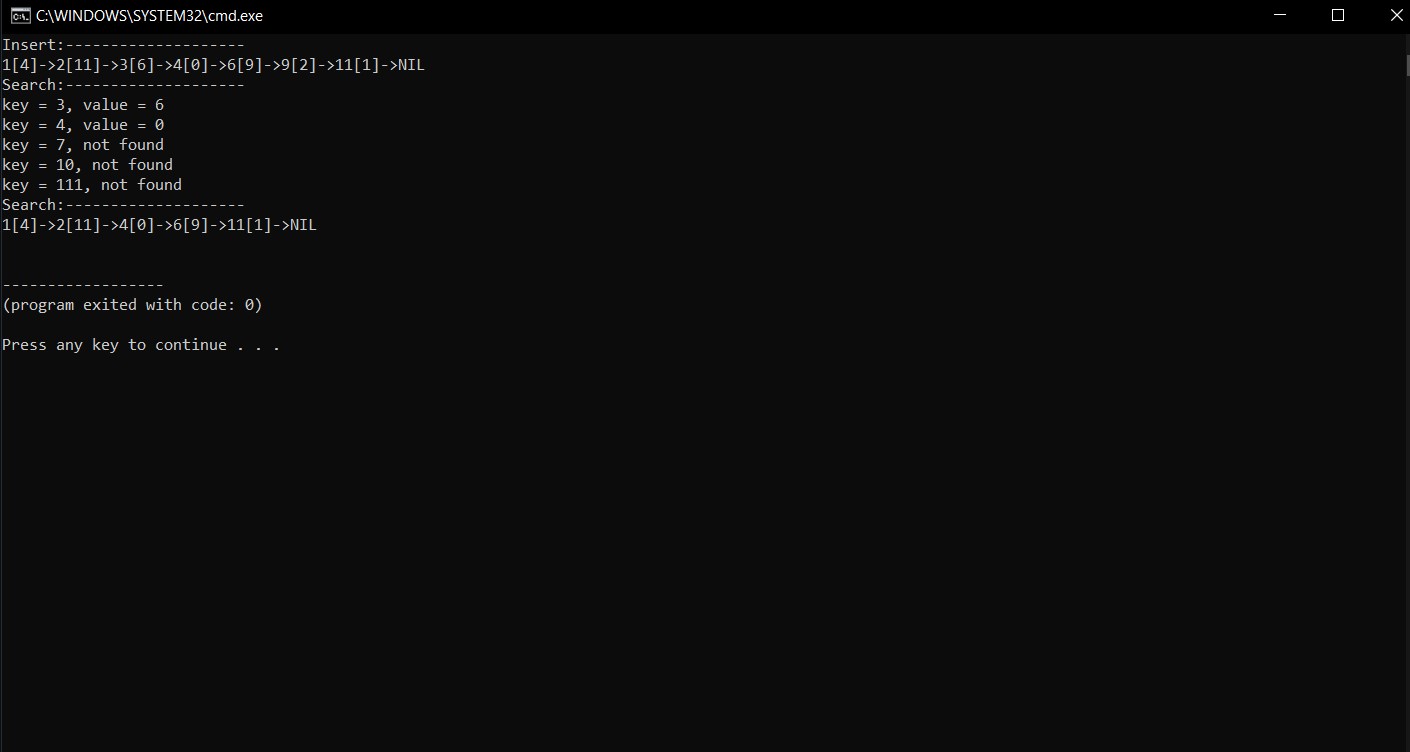 C:\WINDOWS\SYSTEM32\cmd.exe
Insert:--------------------
1[4]->2[11]->3[6]->4[0]->6[9]->9[2]->11[1]->NIL
Search:--------------------
key = 3, value = 6
key = 4, value = 0
key = 7, not found
key = 10, not found
key = 111, not found
Search:--------------------
1[4]->2[11]->4[0]->6[9]->11[1]->NIL
------------------
(program exited with code: 0)
Press any key to continue . . .